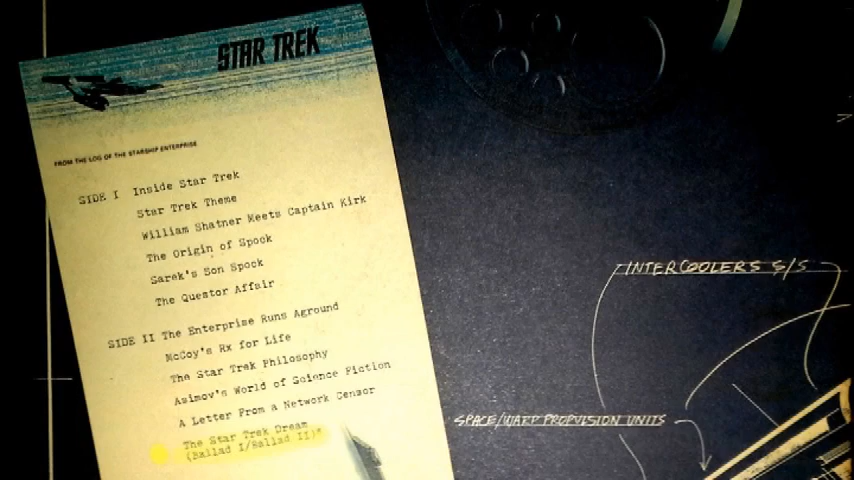 STAR TREK
FROM THE LOG OF THE STARSHIP ENTERPRISE
SIDE I Inside Star Trek
Star Trek Theme
William Shatner Meets Captain Kirk
The Origin of Spock
Sarek's Son Spock
The Questor Affair
SIDE II The Enterprise Runs Aground
McCoy's Rx for Life
The Star Trek Philosophy
Asimov's World of Science Fiction
A Letter From a Network Censor
The Star Trek Dream
(Ballad I/Ballad II)*
INTERCOOLERS S/S
SPACE/WARP PROPULSION UNITS